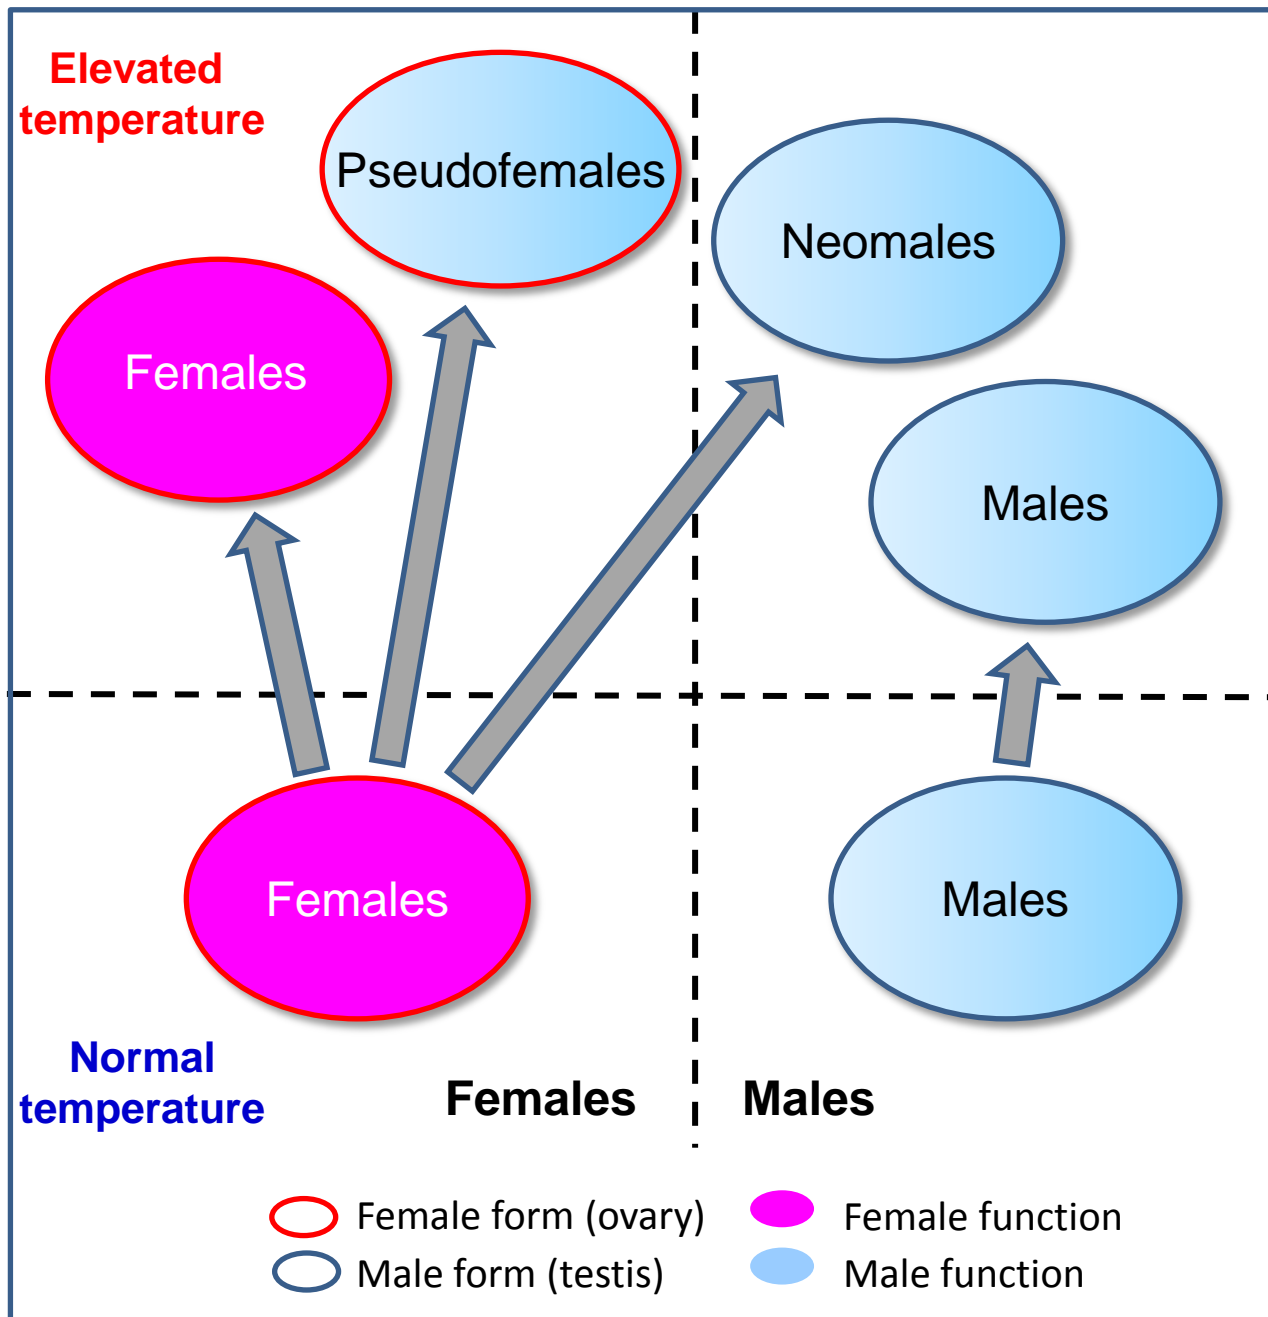 Elevated
temperature
Pseudofemales
Neomales
Females
Males
Females
Males
Normal
temperature
Females
Males
Female form (ovary)
Female function
Male form (testis)
Male function